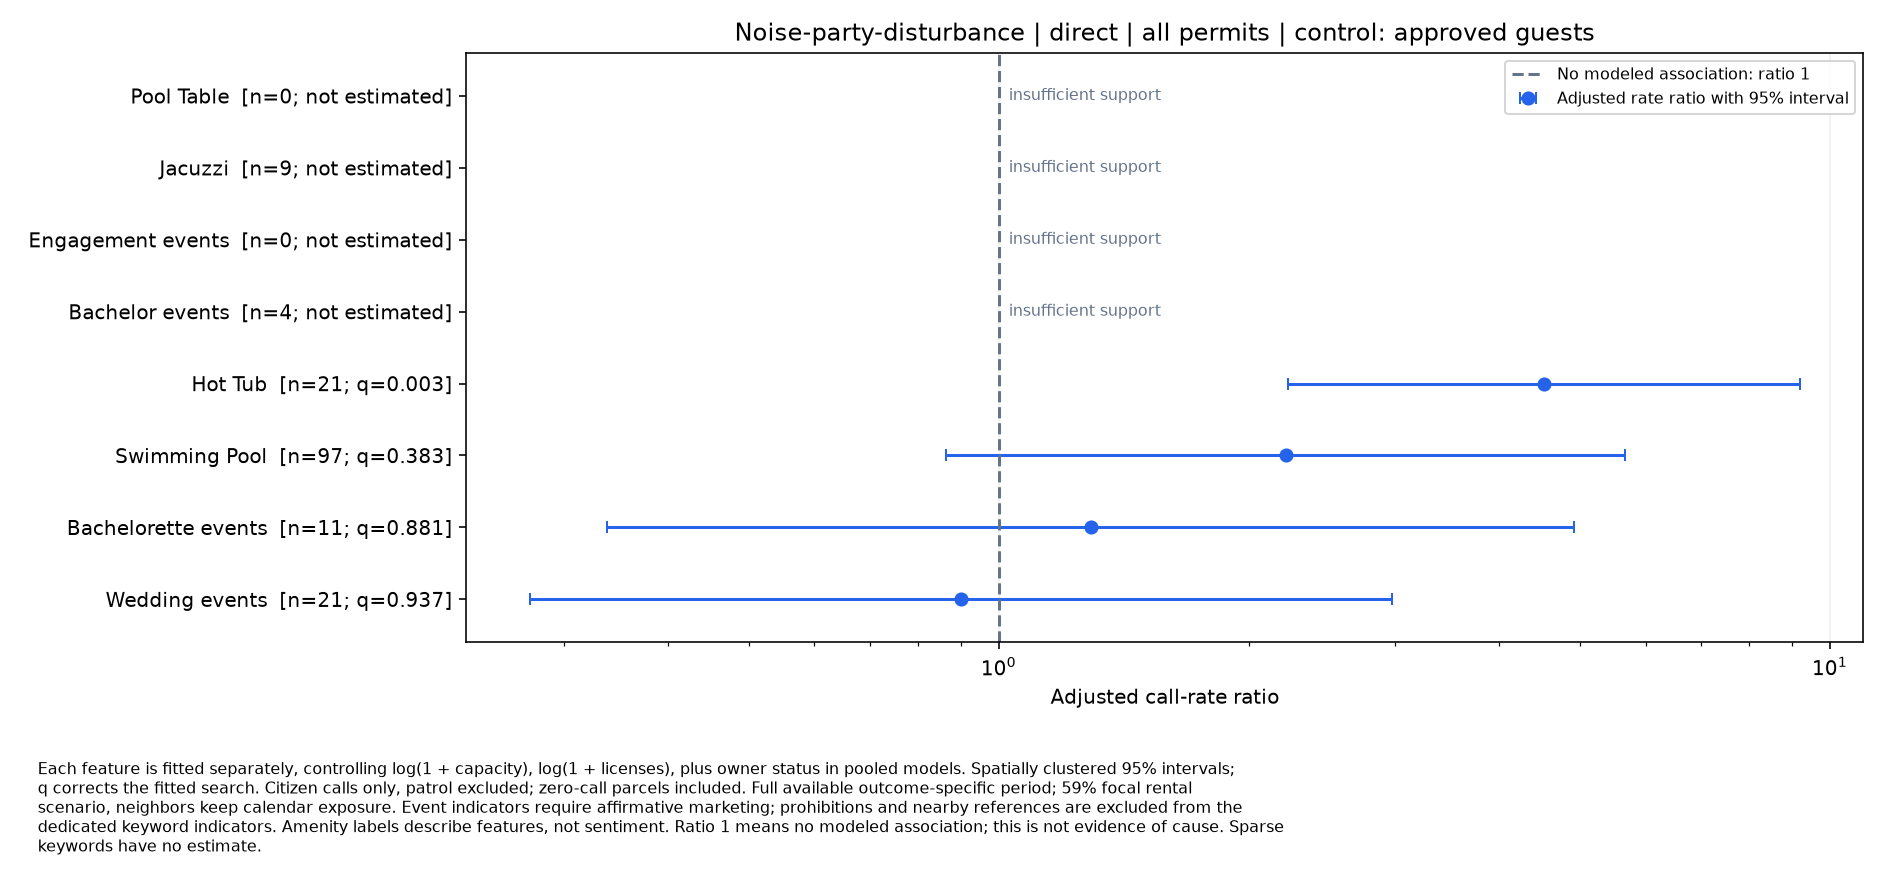 Noise-party-disturbance | direct | all permits | control: approved guests
No modeled association: ratio 1
Adjusted rate ratio with 95% interval
Pool Table [n=0; not estimated]
insufficient support
Jacuzzi [n=9; not estimated]
insufficient support
Engagement events [n=0; not estimated]
insufficient support
Bachelor events [n=4; not estimated]
insufficient support
Hot Tub [n=21; q=0.003]
Swimming Pool [n=97; q=0.383]
Bachelorette events [n=11; q=0.881]
Wedding events [n=21; q=0.937]
10⁰
10¹
Adjusted call-rate ratio
Each feature is fitted separately, controlling log(1 + capacity), log(1 + licenses), plus owner status in pooled models. Spatially clustered 95% intervals;
q corrects the fitted search. Citizen calls only, patrol excluded; zero-call parcels included. Full available outcome-specific period; 59% focal rental
scenario, neighbors keep calendar exposure. Event indicators require affirmative marketing; prohibitions and nearby references are excluded from the
dedicated keyword indicators. Amenity labels describe features, not sentiment. Ratio 1 means no modeled association; this is not evidence of cause. Sparse
keywords have no estimate.